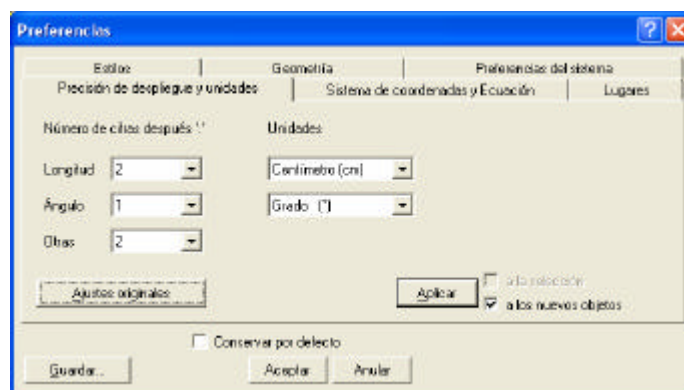 Preferencias
Estilos Geometría Preferencias del sistema
Precisión de despliegue y unidades Sistema de coordenadas y Ecuación Lugares
Número de cifras después '.' Unidades
Longitud 2 Centímetro (cm)
Ángulo 1 Grado (°)
Otras 2
Ajustes originales Aplicar a la selección
a los nuevos objetos
Conservar por defecto
Guardar... Aceptar Anular